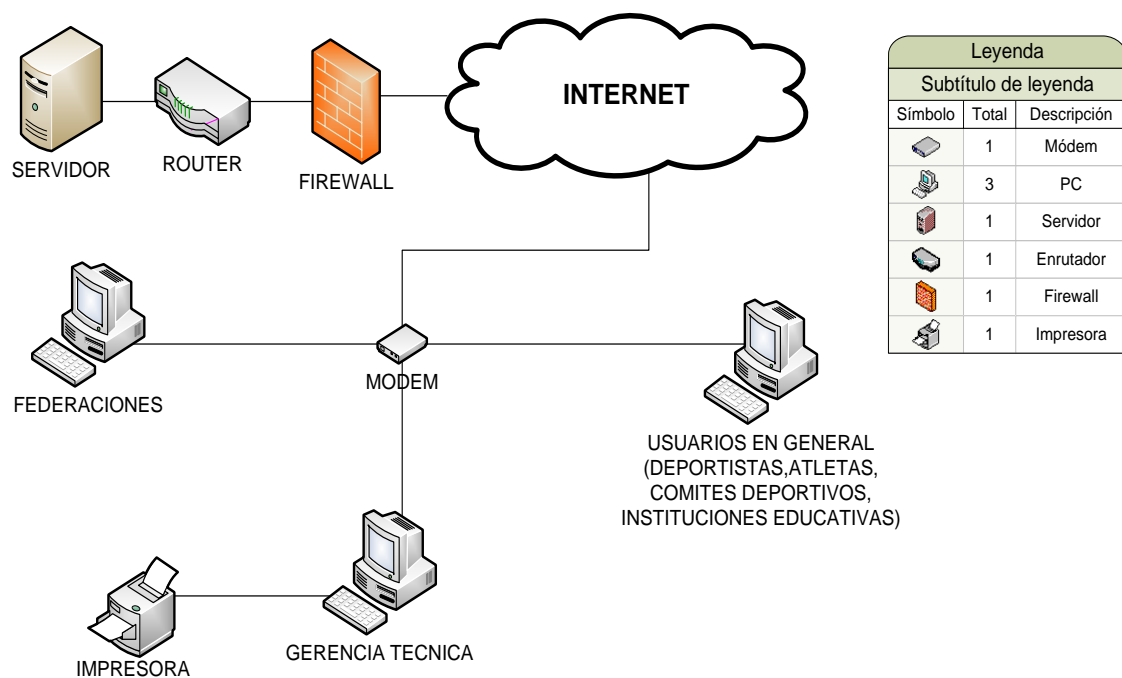 INTERNET
SERVIDOR
ROUTER
FIREWALL
Leyenda
Subtítulo de leyenda
Símbolo Total Descripción
1 Módem
3 PC
1 Servidor
1 Enrutador
1 Firewall
1 Impresora
FEDERACIONES
MODEM
USUARIOS EN GENERAL
(DEPORTISTAS,ATLETAS,
COMITES DEPORTIVOS,
INSTITUCIONES EDUCATIVAS)
IMPRESORA
GERENCIA TECNICA